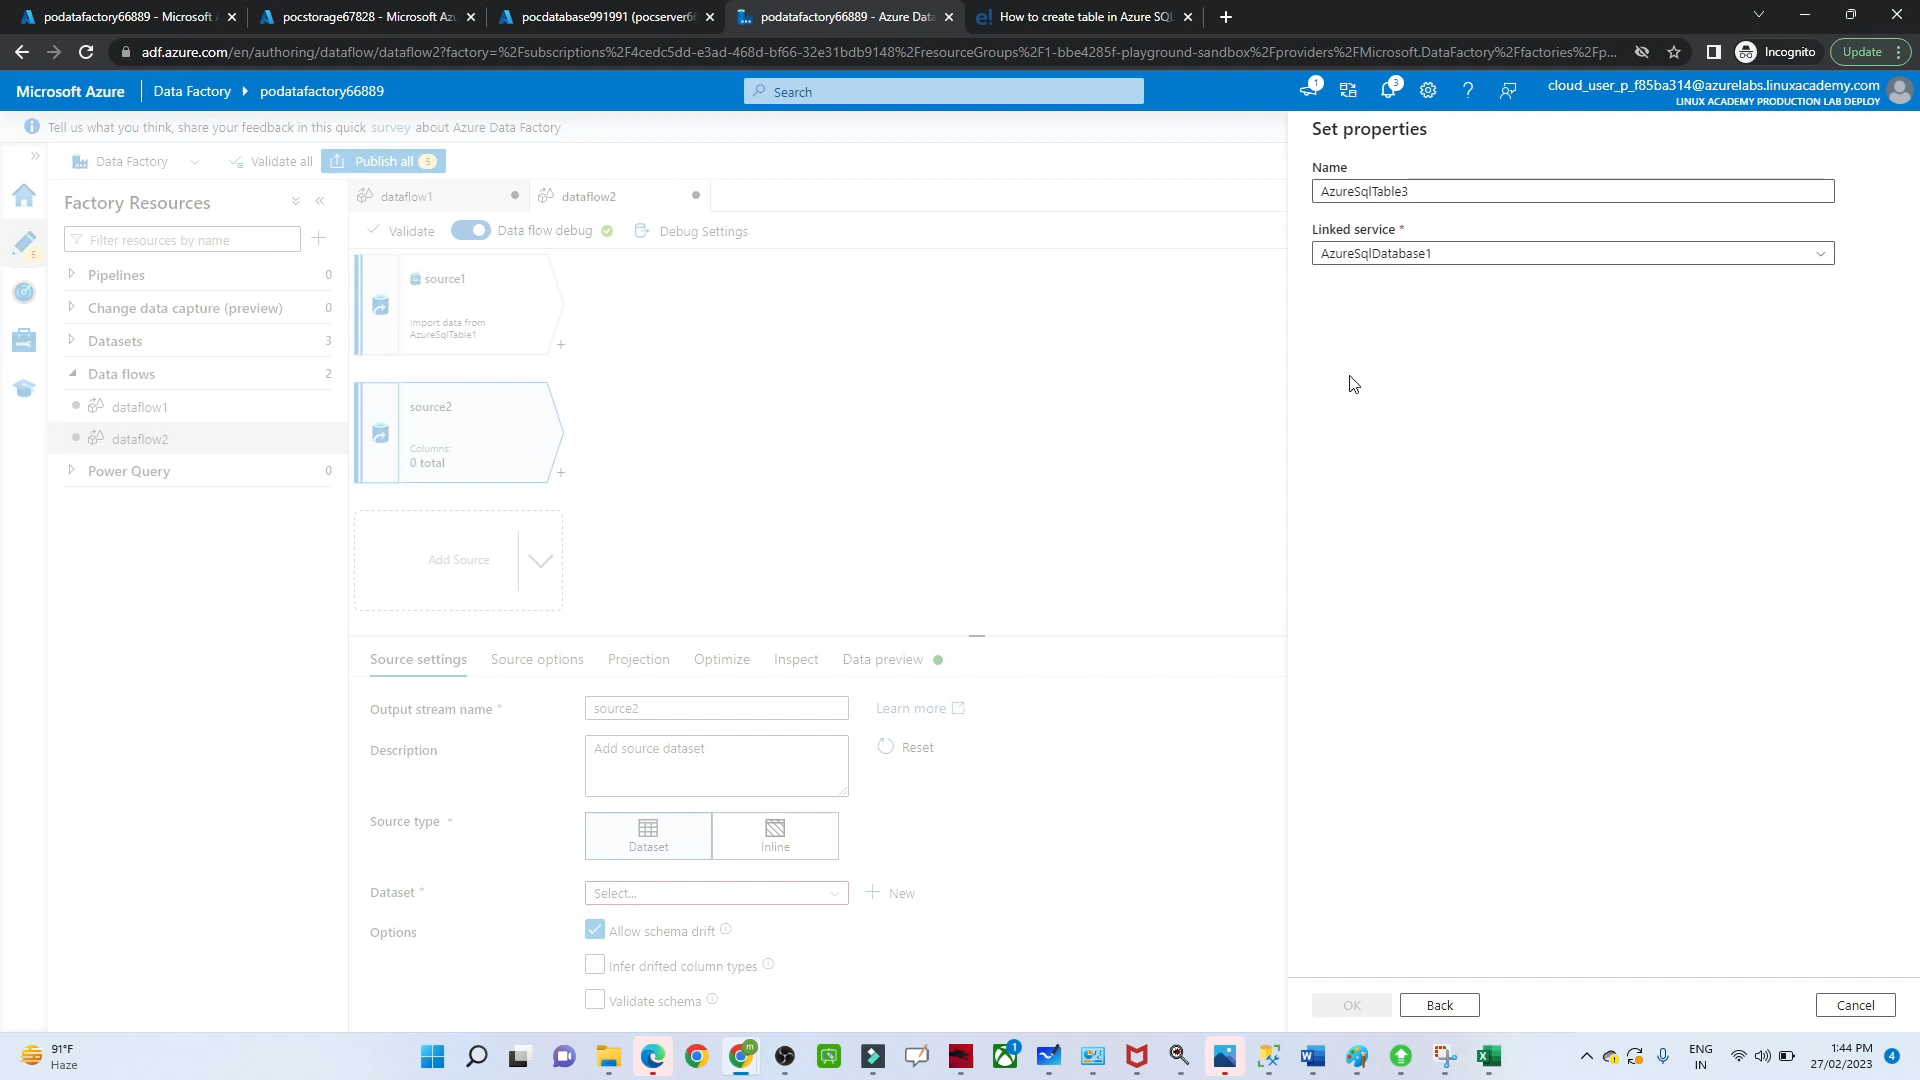 podatafactory66889 - Microsoft A
pocstorage67828 - Microsoft Azu
pocdatabase991991 (pocserver66
podatafactory66889 - Azure Data
How to create table in Azure SQL
adf.azure.com/en/authoring/dataflow/dataflow2?factory=%2Fsubscriptions%2F4cedc5dd-e3ad-468d-bf66-32e31bdb9148%2FresourceGroups%2F1-bbe4285f-playground-sandbox%2Fproviders%2FMicrosoft.DataFactory%2Ffactories%2Fp...
Incognito
Update
Microsoft Azure
Data Factory
podatafactory66889
Search
1
3
cloud_user_p_f85ba314@azurelabs.linuxacademy.com
LINUX ACADEMY PRODUCTION LAB DEPLOY
Tell us what you think, share your feedback in this quick survey about Azure Data Factory
Data Factory
Validate all
Publish all 5
5
Factory Resources
Filter resources by name
Pipelines 0
Change data capture (preview) 0
Datasets 3
Data flows 2
dataflow1
dataflow2
Power Query 0
dataflow1
dataflow2
Validate
Data flow debug
Debug Settings
source1
import data from
AzureSqlTable1
+
source2
Columns:
0 total
+
Add Source
Source settings
Source options
Projection
Optimize
Inspect
Data preview
Output stream name *
source2
Learn more
Description
Add source dataset
Reset
Source type *
Dataset
Inline
Dataset *
Select...
New
Options
Allow schema drift
Infer drifted column types
Validate schema
Set properties
Name
AzureSqlTable3
Linked service *
AzureSqlDatabase1
OK
Back
Cancel
91°F
Haze
m
1
ENG
IN
1:44 PM
27/02/2023
4